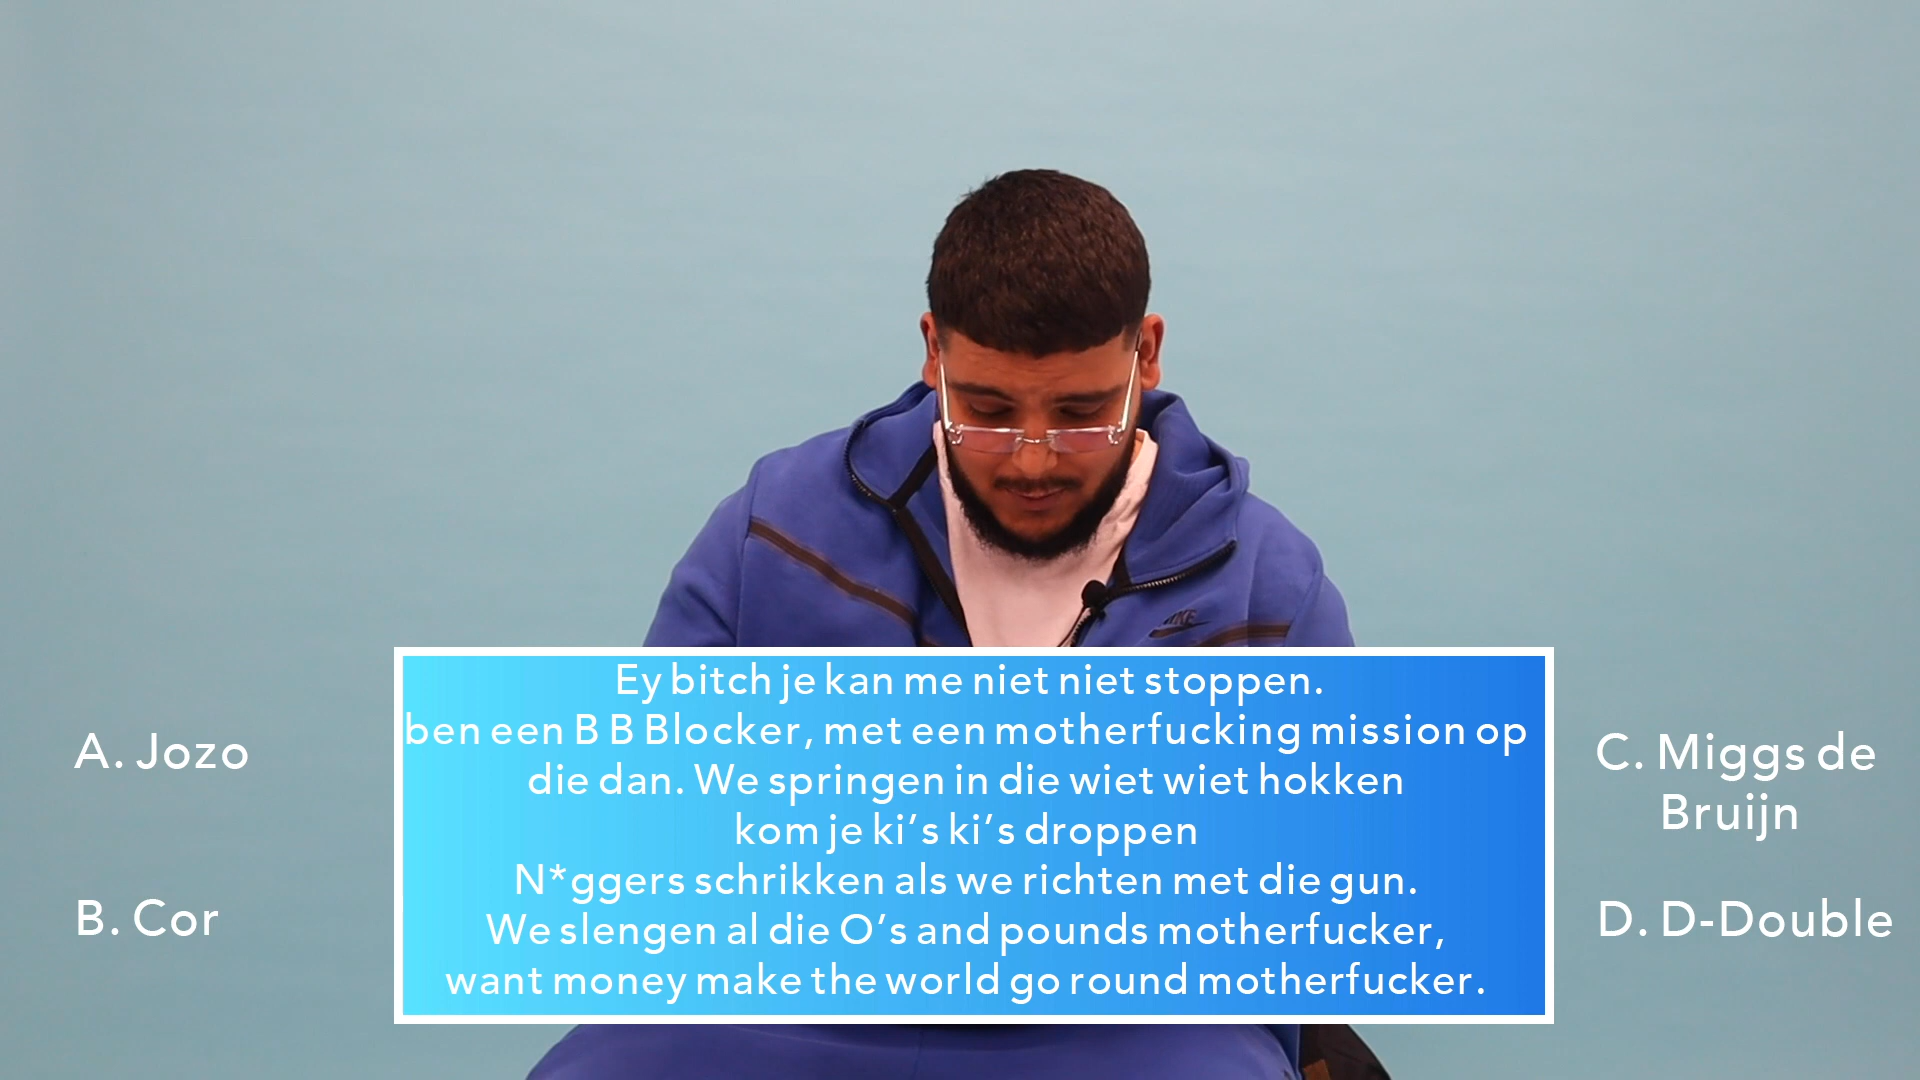 Ey bitch je kan me niet niet stoppen.
ben een B B Blocker, met een motherfucking mission op
die dan. We springen in die wiet wiet hokken
kom je ki's ki's droppen
N*ggers schrikken als we richten met die gun.
We slengen al die O's and pounds motherfucker,
want money make the world go round motherfucker.
A. Jozo
B. Cor
C. Miggs de
Bruijn
D. D-Double
NIKE